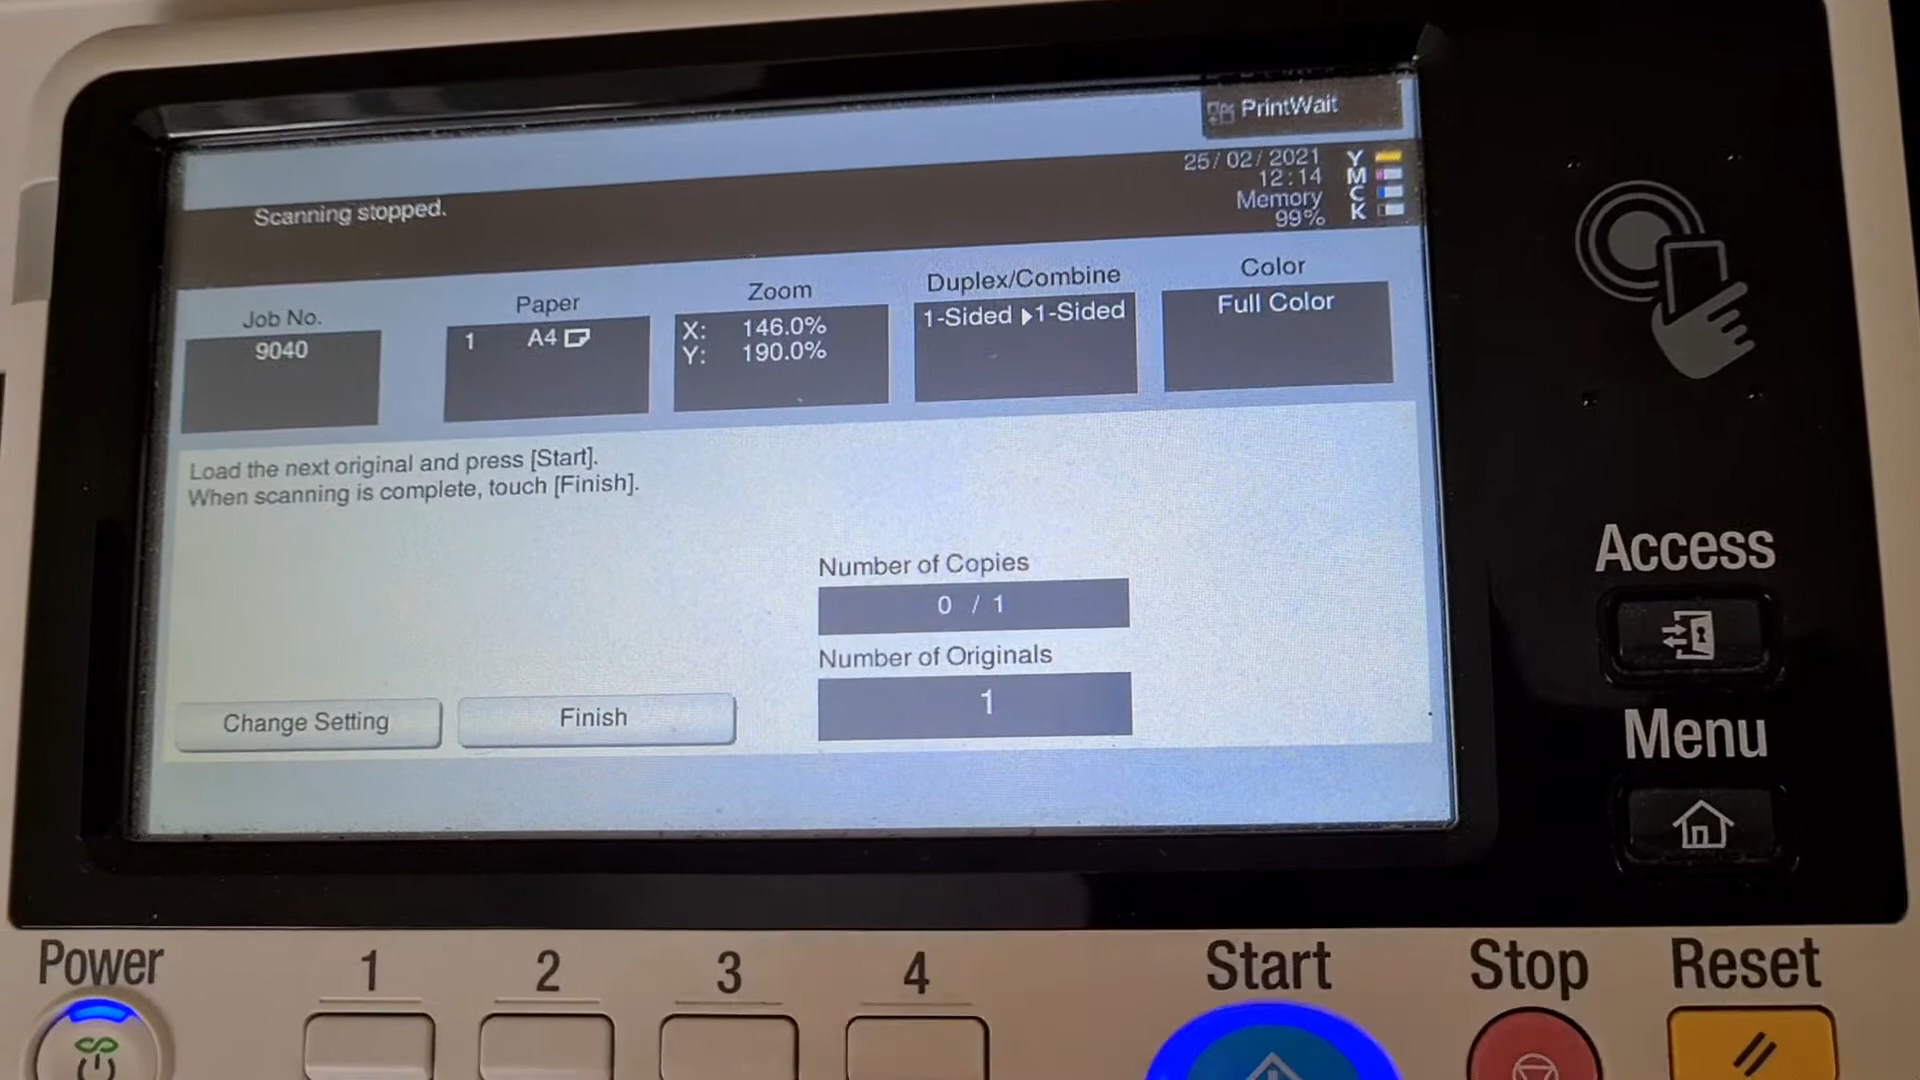 PrintWait
25/02/2021
12:14
Memory
99%
Y
M
C
K
Scanning stopped.
Job No.
9040
Paper
1 A4
Zoom
X: 146.0%
Y: 190.0%
Duplex/Combine
1-Sided ▶1-Sided
Color
Full Color
Load the next original and press [Start].
When scanning is complete, touch [Finish].
Number of Copies
0 / 1
Number of Originals
1
Change Setting
Finish
Access
Menu
Power
1
2
3
4
Start
Stop
Reset